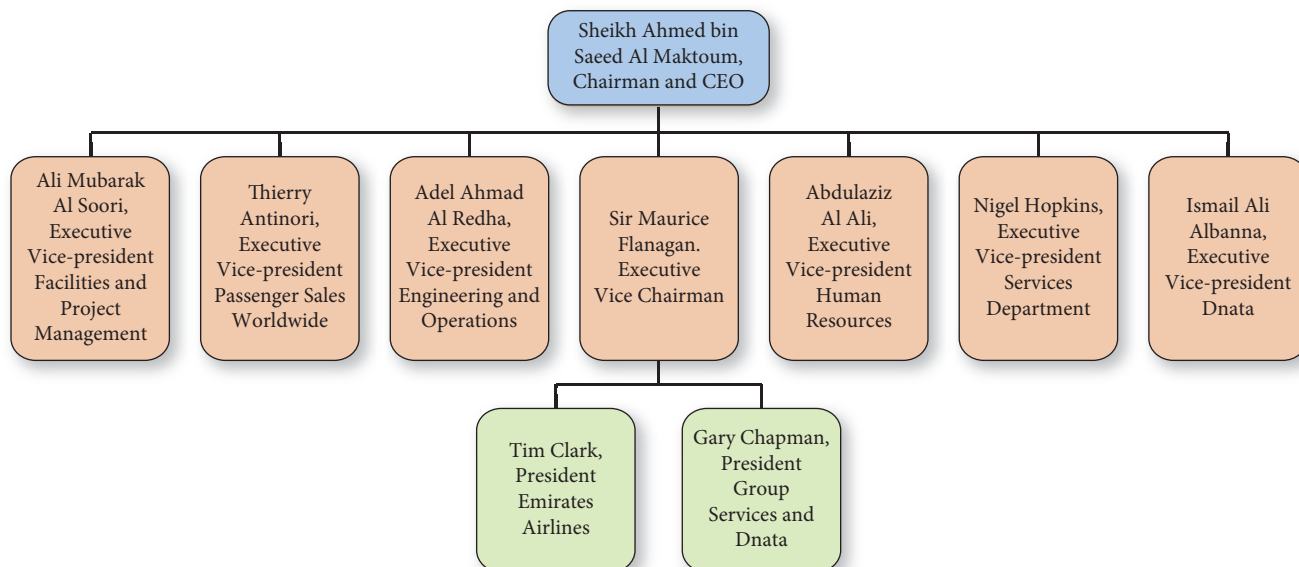 Sheikh Ahmed bin
Saeed Al Maktoum,
Chairman and CEO
Ali Mubarak
Al Soori,
Executive
Vice-president
Facilities and
Project
Management
Thierry
Antinori,
Executive
Vice-president
Passenger Sales
Worldwide
Adel Ahmad
Al Redha,
Executive
Vice-president
Engineering and
Operations
Sir Maurice
Flanagan.
Executive
Vice Chairman
Abdulaziz
Al Ali,
Executive
Vice-president
Human
Resources
Nigel Hopkins,
Executive
Vice-president
Services
Department
Ismail Ali
Albanna,
Executive
Vice-president
Dnata
Tim Clark,
President
Emirates
Airlines
Gary Chapman,
President
Group
Services and
Dnata